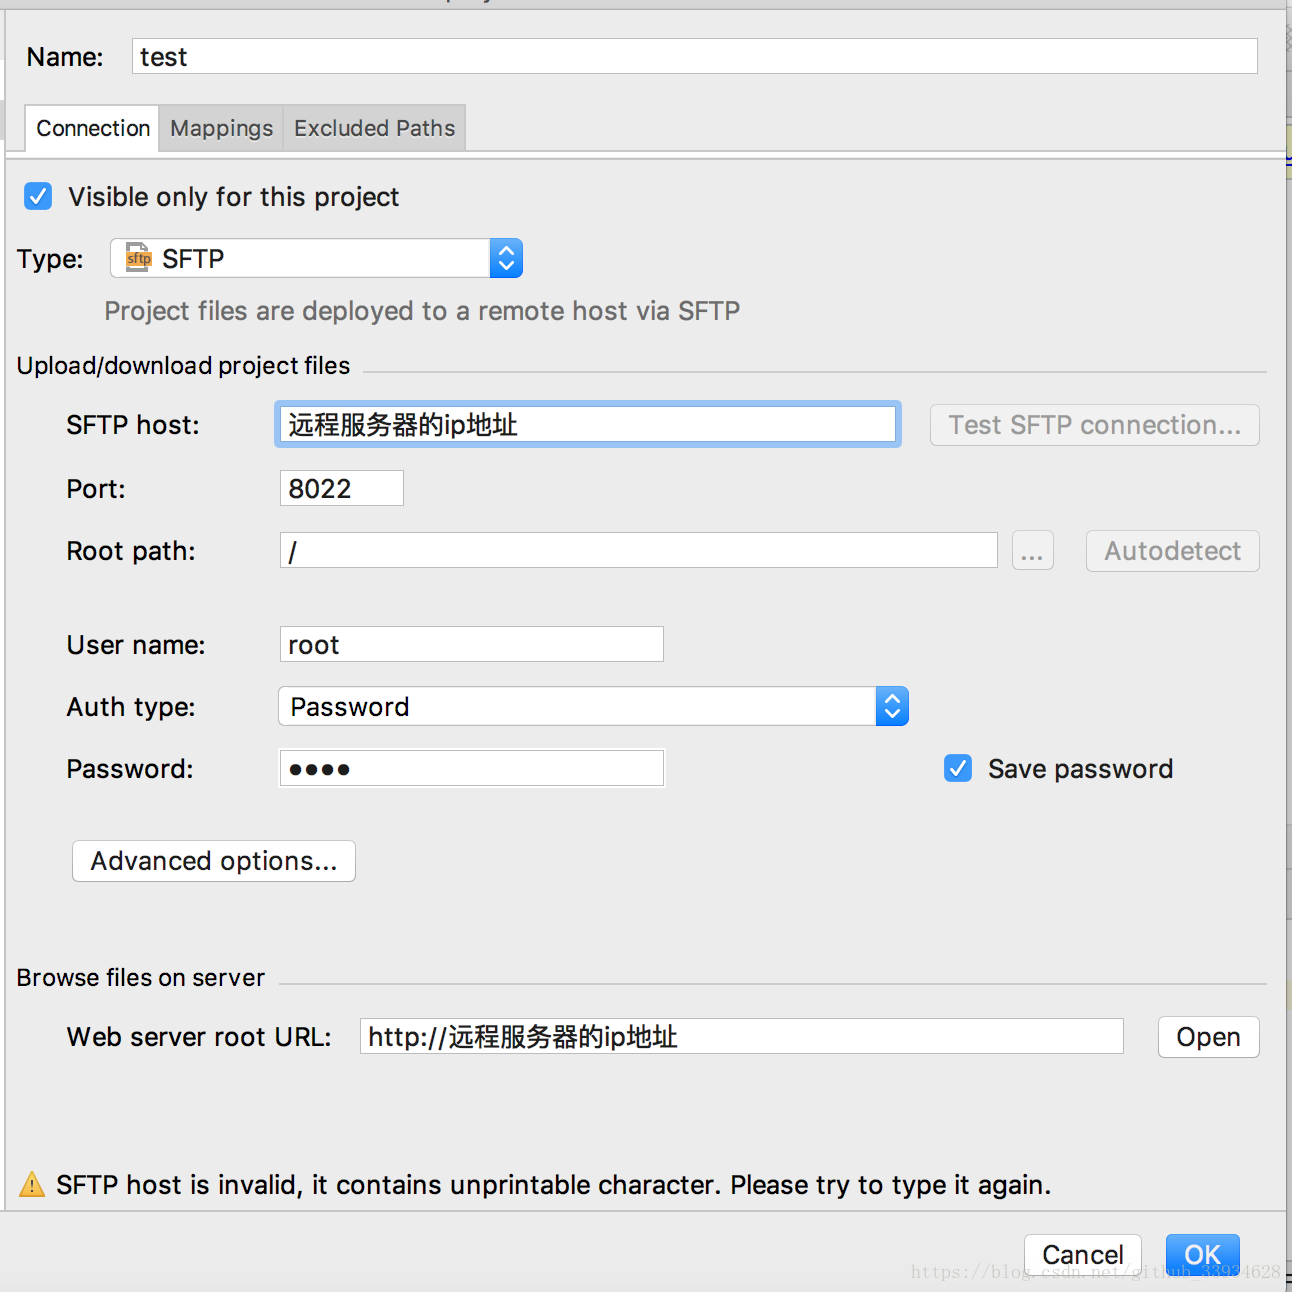 Name: test
Connection Mappings Excluded Paths
Visible only for this project
Type: sftp SFTP
Project files are deployed to a remote host via SFTP
Upload/download project files
SFTP host: 远程服务器的ip地址 Test SFTP connection...
Port: 8022
Root path: / ... Autodetect
User name: root
Auth type: Password
Password: ●●●● Save password
Advanced options...
Browse files on server
Web server root URL: http://远程服务器的ip地址 Open
SFTP host is invalid, it contains unprintable character. Please try to type it again.
Cancel OK
https://blog.csdn.net/github_33934628